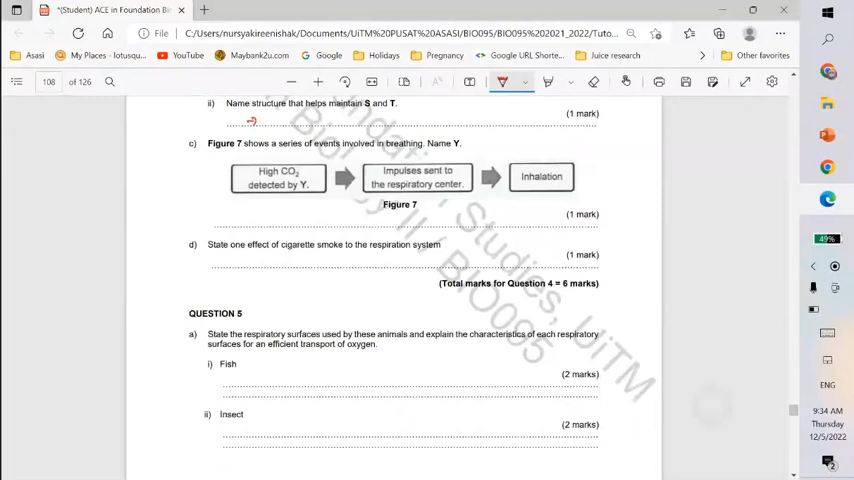 *(Student) ACE in Foundation Bio
File
C:/Users/nursyakireenishak/Documents/UiTM%20PUSAT%20ASASI/BIO095/BIO095%202021_2022/Tuto...
Asasi
My Places - lotusqu...
YouTube
Maybank2u.com
Google
Holidays
Pregnancy
Google URL Shorte...
Juice research
Other favorites
108 of 126
ii) Name structure that helps maintain S and T.
(1 mark)
c) Figure 7 shows a series of events involved in breathing. Name Y.
High CO₂
detected by Y.
Impulses sent to
the respiratory center.
Inhalation
Figure 7
(1 mark)
d) State one effect of cigarette smoke to the respiration system
(1 mark)
(Total marks for Question 4 = 6 marks)
QUESTION 5
a) State the respiratory surfaces used by these animals and explain the characteristics of each respiratory
surfaces for an efficient transport of oxygen.
i) Fish
(2 marks)
ii) Insect
(2 marks)
undation Studies, UiTM
Biology II / BIO095
49%
ENG
9:34 AM
Thursday
12/5/2022
2